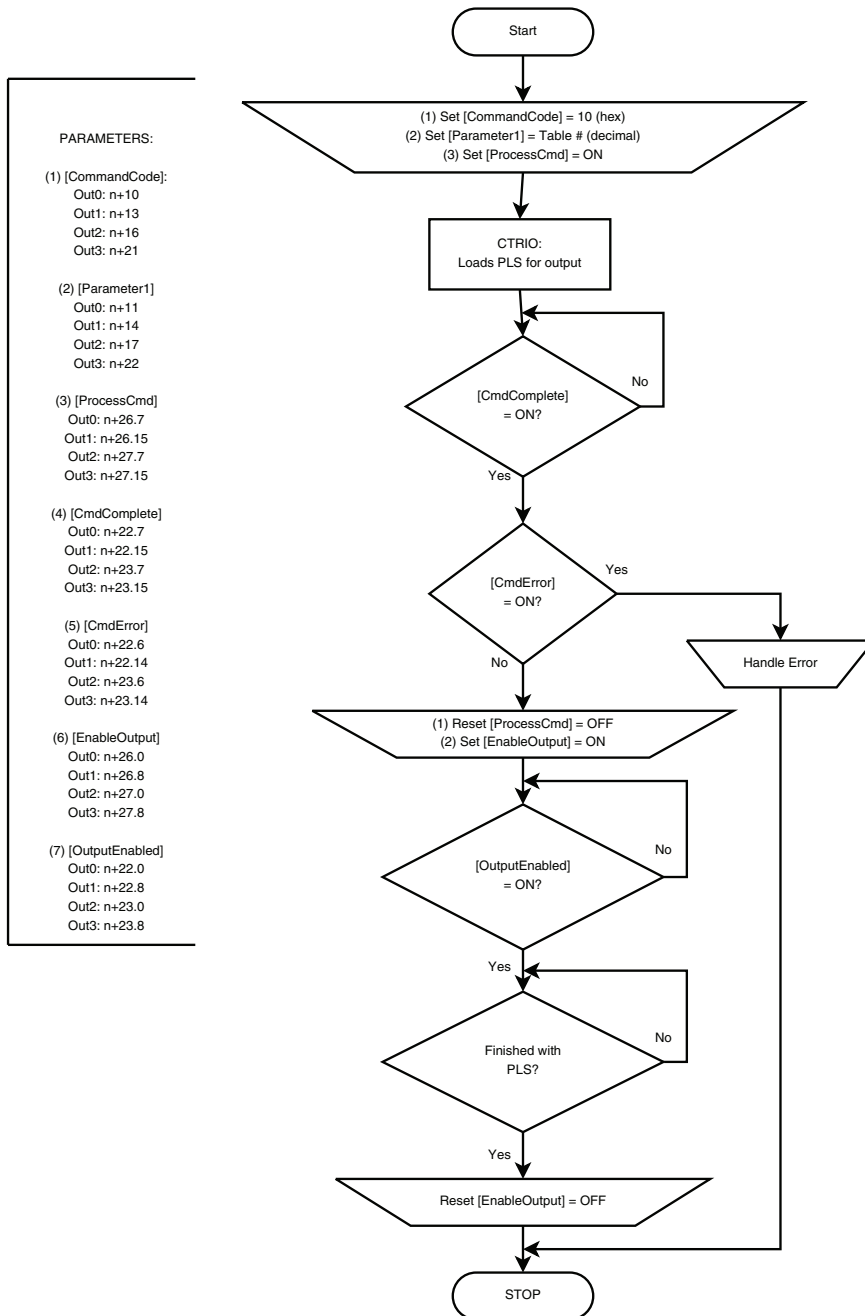 PARAMETERS:
(1) [CommandCode]:
Out0: n+10
Out1: n+13
Out2: n+16
Out3: n+21
(2) [Parameter1]
Out0: n+11
Out1: n+14
Out2: n+17
Out3: n+22
(3) [ProcessCmd]
Out0: n+26.7
Out1: n+26.15
Out2: n+27.7
Out3: n+27.15
(4) [CmdComplete]
Out0: n+22.7
Out1: n+22.15
Out2: n+23.7
Out3: n+23.15
(5) [CmdError]
Out0: n+22.6
Out1: n+22.14
Out2: n+23.6
Out3: n+23.14
(6) [EnableOutput]
Out0: n+26.0
Out1: n+26.8
Out2: n+27.0
Out3: n+27.8
(7) [OutputEnabled]
Out0: n+22.0
Out1: n+22.8
Out2: n+23.0
Out3: n+23.8
Start
(1) Set [CommandCode] = 10 (hex)
(2) Set [Parameter1] = Table # (decimal)
(3) Set [ProcessCmd] = ON
CTRIO:
Loads PLS for output
[CmdComplete]
= ON?
No
Yes
[CmdError]
= ON?
Yes
No
Handle Error
(1) Reset [ProcessCmd] = OFF
(2) Set [EnableOutput] = ON
[OutputEnabled]
= ON?
No
Yes
Finished with
PLS?
No
Yes
Reset [EnableOutput] = OFF
STOP